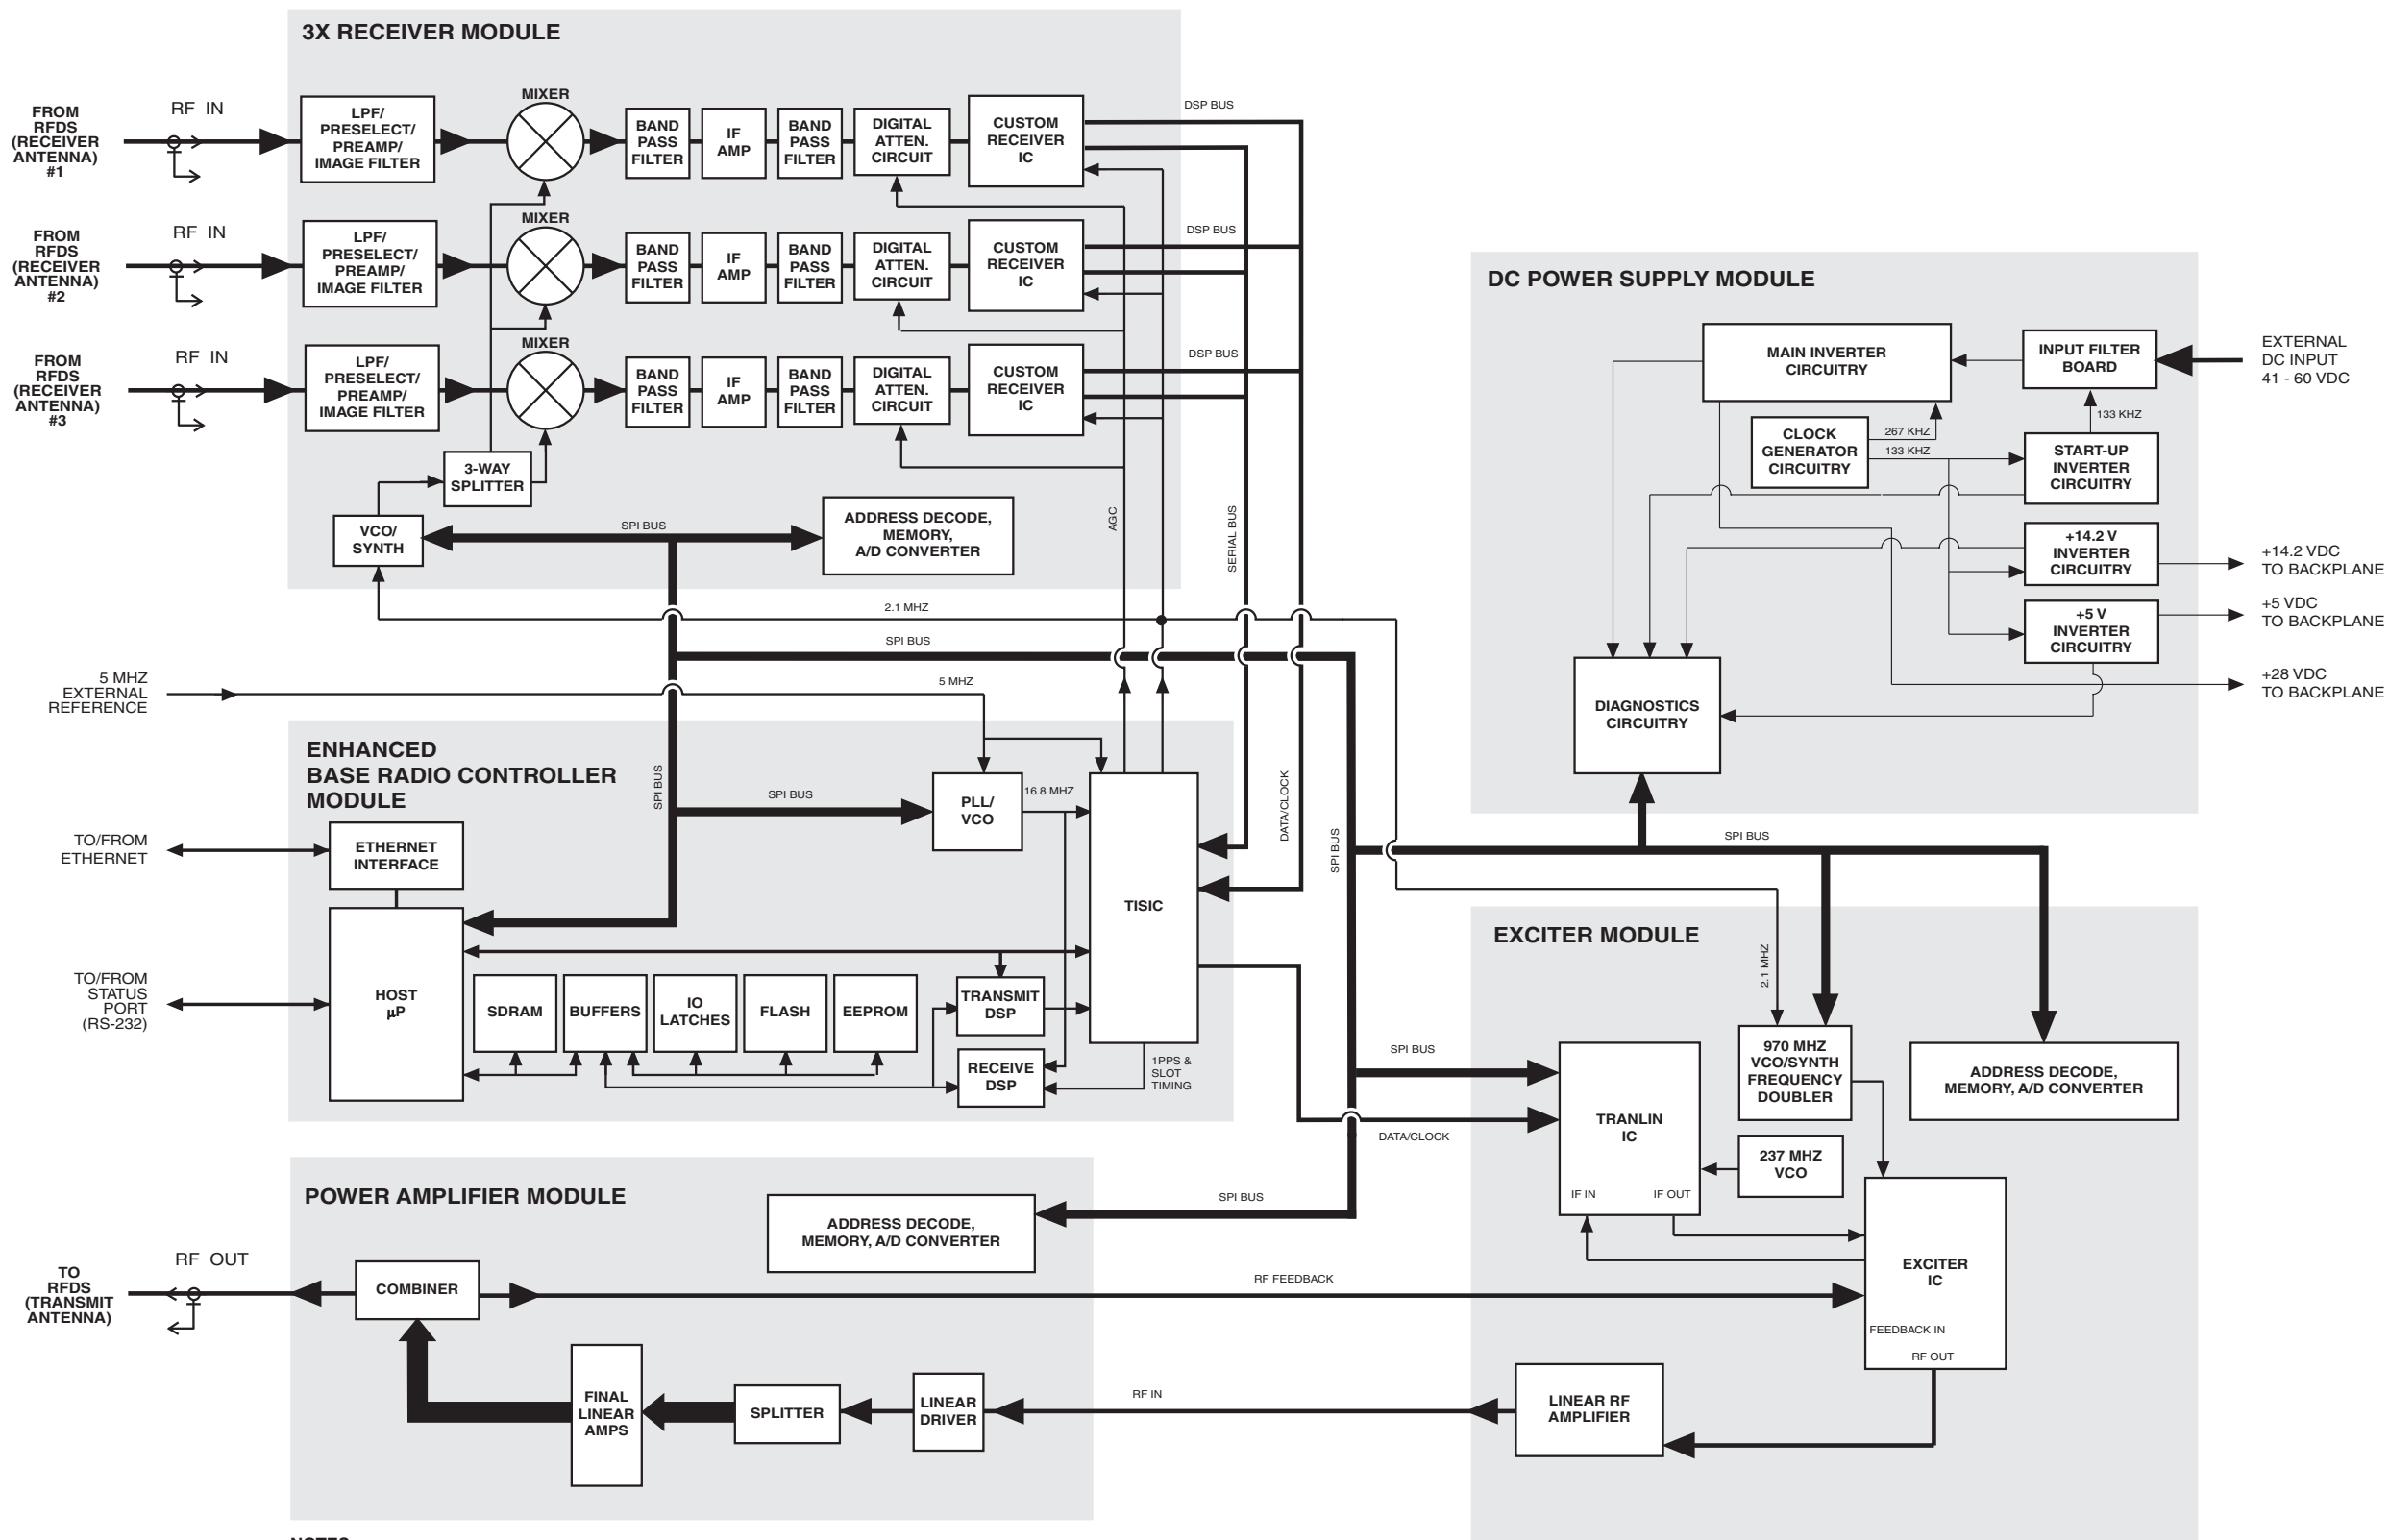 3X RECEIVER MODULE
FROM
RFDS
(RECEIVER
ANTENNA)
#1
RF IN
LPF/
PRESELECT/
PREAMP/
IMAGE FILTER
MIXER
BAND
PASS
FILTER
IF
AMP
BAND
PASS
FILTER
DIGITAL
ATTEN.
CIRCUIT
CUSTOM
RECEIVER
IC
DSP BUS
FROM
RFDS
(RECEIVER
ANTENNA)
#2
RF IN
LPF/
PRESELECT/
PREAMP/
IMAGE FILTER
MIXER
BAND
PASS
FILTER
IF
AMP
BAND
PASS
FILTER
DIGITAL
ATTEN.
CIRCUIT
CUSTOM
RECEIVER
IC
DSP BUS
FROM
RFDS
(RECEIVER
ANTENNA)
#3
RF IN
LPF/
PRESELECT/
PREAMP/
IMAGE FILTER
MIXER
BAND
PASS
FILTER
IF
AMP
BAND
PASS
FILTER
DIGITAL
ATTEN.
CIRCUIT
CUSTOM
RECEIVER
IC
DSP BUS
3-WAY
SPLITTER
VCO/
SYNTH
SPI BUS
ADDRESS DECODE,
MEMORY,
A/D CONVERTER
AGC
SERIAL BUS
2.1 MHZ
SPI BUS
5 MHZ
EXTERNAL
REFERENCE
5 MHZ
DC POWER SUPPLY MODULE
MAIN INVERTER
CIRCUITRY
INPUT FILTER
BOARD
EXTERNAL
DC INPUT
41 - 60 VDC
133 KHZ
CLOCK
GENERATOR
CIRCUITRY
267 KHZ
133 KHZ
START-UP
INVERTER
CIRCUITRY
+14.2 V
INVERTER
CIRCUITRY
+14.2 VDC
TO BACKPLANE
+5 V
INVERTER
CIRCUITRY
+5 VDC
TO BACKPLANE
+28 VDC
TO BACKPLANE
DIAGNOSTICS
CIRCUITRY
SPI BUS
ENHANCED
BASE RADIO CONTROLLER
MODULE
SPI BUS
SPI BUS
PLL/
VCO
16.8 MHZ
TISIC
DATA/CLOCK
SPI BUS
TO/FROM
ETHERNET
ETHERNET
INTERFACE
TO/FROM
STATUS
PORT
(RS-232)
HOST
µP
SDRAM
BUFFERS
IO
LATCHES
FLASH
EEPROM
TRANSMIT
DSP
RECEIVE
DSP
1PPS &
SLOT
TIMING
EXCITER MODULE
2.1 MHZ
SPI BUS
DATA/CLOCK
TRANLIN
IC
IF IN
IF OUT
970 MHZ
VCO/SYNTH
FREQUENCY
DOUBLER
237 MHZ
VCO
ADDRESS DECODE,
MEMORY, A/D CONVERTER
EXCITER
IC
FEEDBACK IN
RF OUT
LINEAR RF
AMPLIFIER
POWER AMPLIFIER MODULE
ADDRESS DECODE,
MEMORY, A/D CONVERTER
SPI BUS
TO
RFDS
(TRANSMIT
ANTENNA)
RF OUT
COMBINER
RF FEEDBACK
FINAL
LINEAR
AMPS
SPLITTER
LINEAR
DRIVER
RF IN